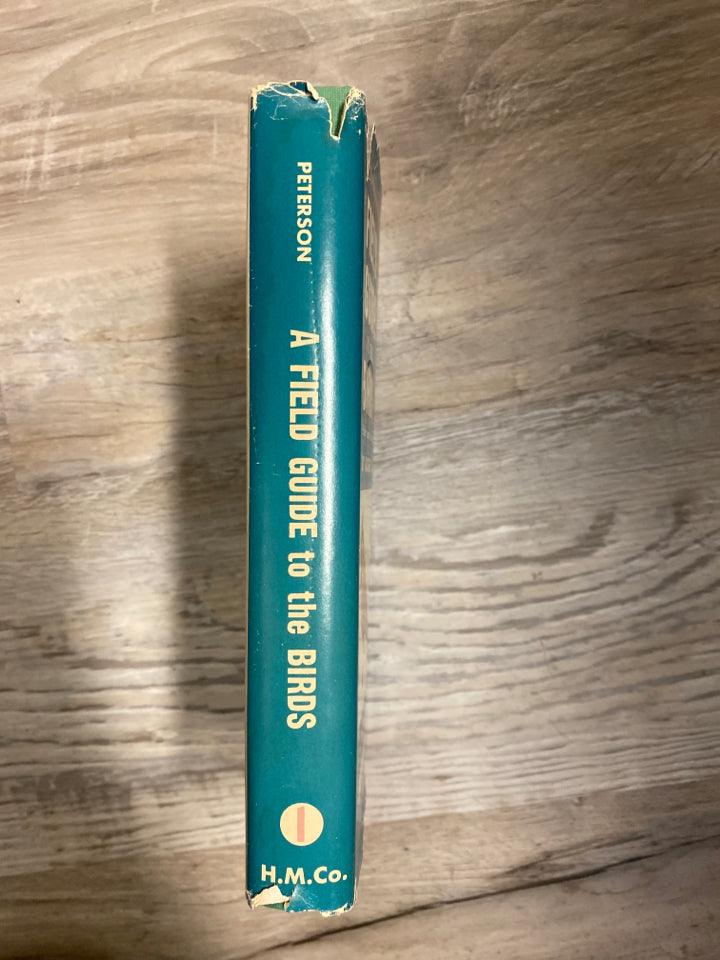 PETERSON
A FIELD GUIDE to the BIRDS
1
H.M.Co.